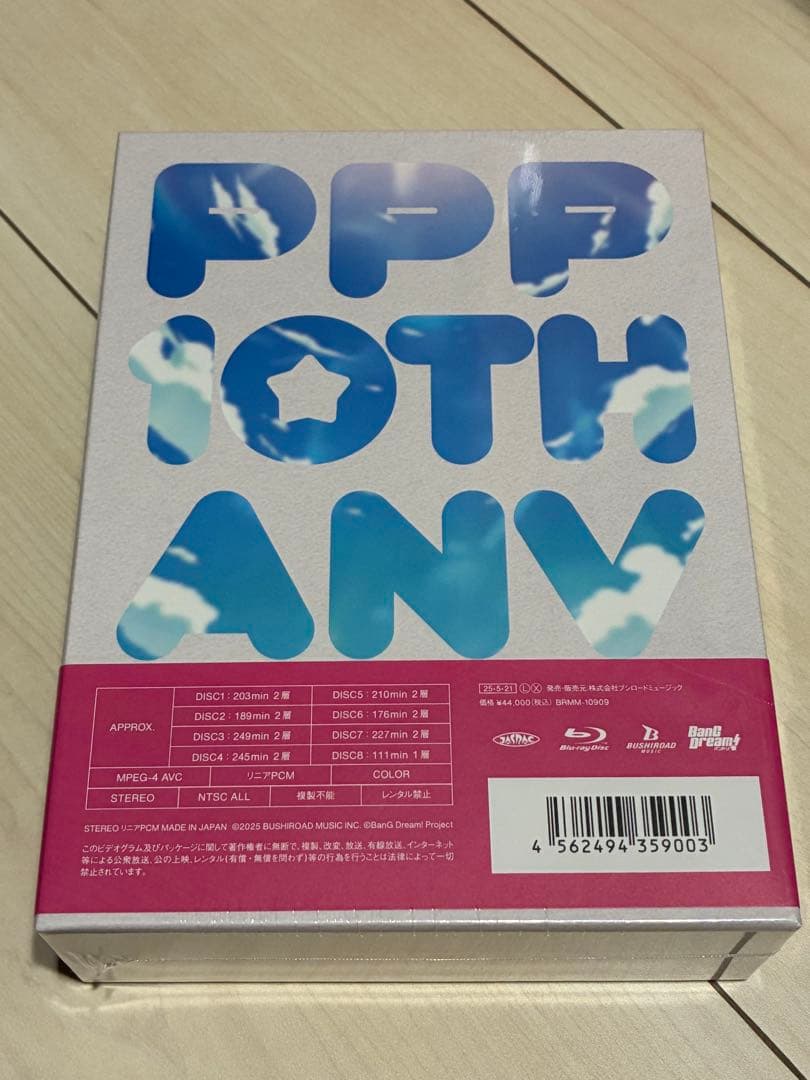 PPP
10TH
ANV
APPROX.
DISC1 : 203min 2層
DISC5 : 210min 2層
DISC2 : 189min 2層
DISC6 : 176min 2層
DISC3 : 249min 2層
DISC7 : 227min 2層
DISC4 : 245min 2層
DISC8 : 111min 1層
MPEG-4 AVC
リニアPCM
COLOR
STEREO
NTSC ALL
複製不能
レンタル禁止
STEREO リニアPCM MADE IN JAPAN ©2025 BUSHIROAD MUSIC INC. ©BanG Dream! Project
このビデオグラム及びパッケージに関して著作権者に無断で、複製、改変、放送、有線放送、インターネット
等による公衆放送、公の上映、レンタル(有償・無償を問わず)等の行為を行うことは法律によって一切
禁止されています。
25・5・21 Ⓛ Ⓧ 発売・販売元 株式会社ブシロードミュージック
価格 ¥44,000(税込) BRMM-10909
JASRAC
Blu-ray Disc
BUSHIROAD
MUSIC
BanG
Dream!
4 562494 359003